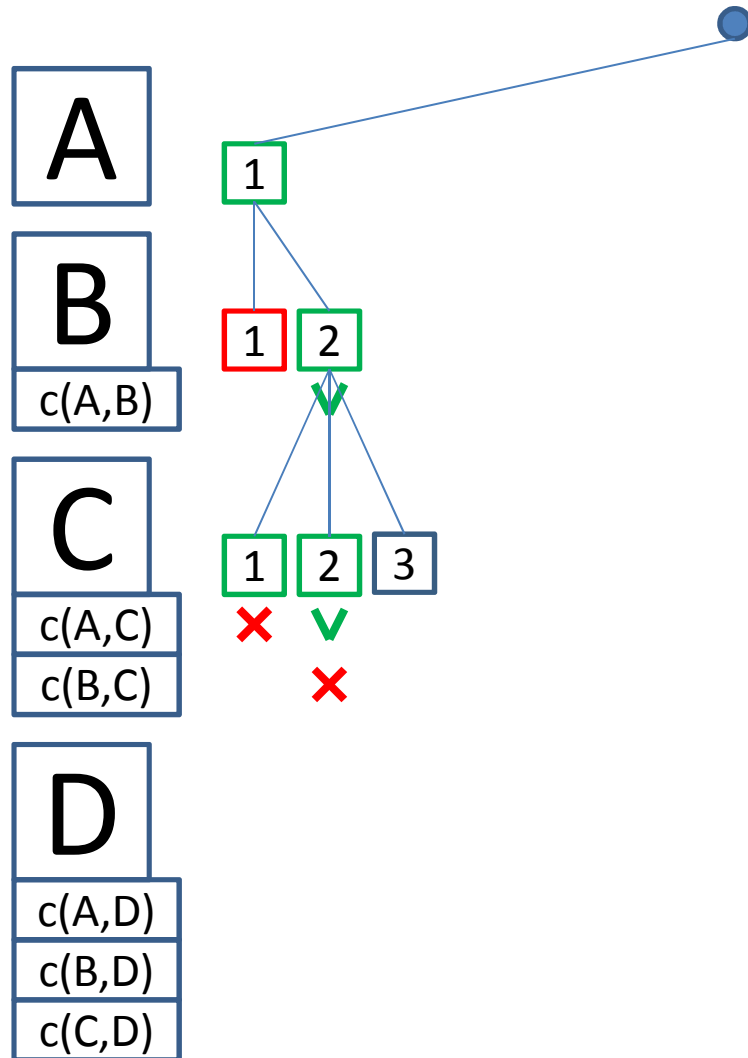 A
1
B
1 2
c(A,B)
C
1 2 3
c(A,C)
c(B,C)
D
c(A,D)
c(B,D)
c(C,D)